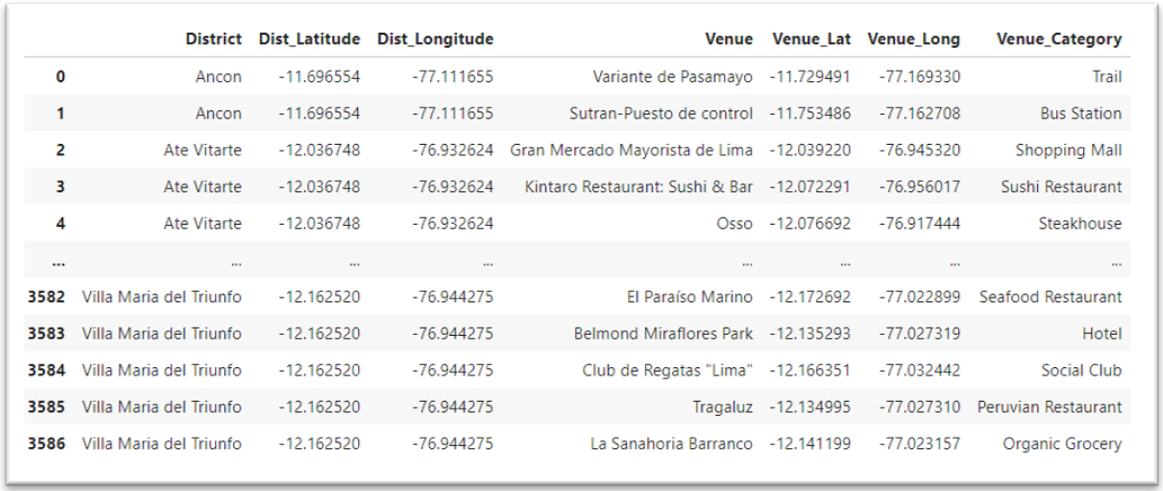 District Dist_Latitude Dist_Longitude Venue Venue_Lat Venue_Long Venue_Category
0 Ancon -11.696554 -77.111655 Variante de Pasamayo -11.729491 -77.169330 Trail
1 Ancon -11.696554 -77.111655 Sutran-Puesto de control -11.753486 -77.162708 Bus Station
2 Ate Vitarte -12.036748 -76.932624 Gran Mercado Mayorista de Lima -12.039220 -76.945320 Shopping Mall
3 Ate Vitarte -12.036748 -76.932624 Kintaro Restaurant: Sushi & Bar -12.072291 -76.956017 Sushi Restaurant
4 Ate Vitarte -12.036748 -76.932624 Osso -12.076692 -76.917444 Steakhouse
... ... ... ... ... ... ... ...
3582 Villa Maria del Triunfo -12.162520 -76.944275 El Paraíso Marino -12.172692 -77.022899 Seafood Restaurant
3583 Villa Maria del Triunfo -12.162520 -76.944275 Belmond Miraflores Park -12.135293 -77.027319 Hotel
3584 Villa Maria del Triunfo -12.162520 -76.944275 Club de Regatas "Lima" -12.166351 -77.032442 Social Club
3585 Villa Maria del Triunfo -12.162520 -76.944275 Tragaluz -12.134995 -77.027310 Peruvian Restaurant
3586 Villa Maria del Triunfo -12.162520 -76.944275 La Sanahoria Barranco -12.141199 -77.023157 Organic Grocery